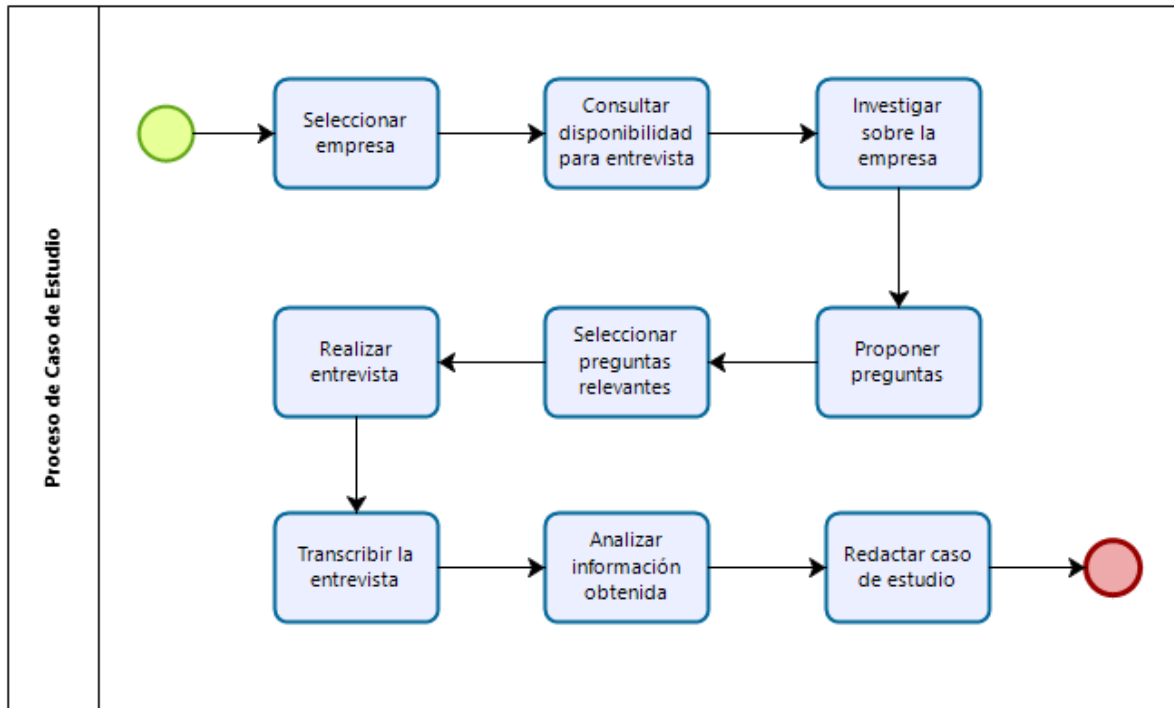 Proceso de Caso de Estudio
Seleccionar
empresa
Consultar
disponibilidad
para entrevista
Investigar
sobre la
empresa
Proponer
preguntas
Seleccionar
preguntas
relevantes
Realizar
entrevista
Transcribir la
entrevista
Analizar
información
obtenida
Redactar caso
de estudio